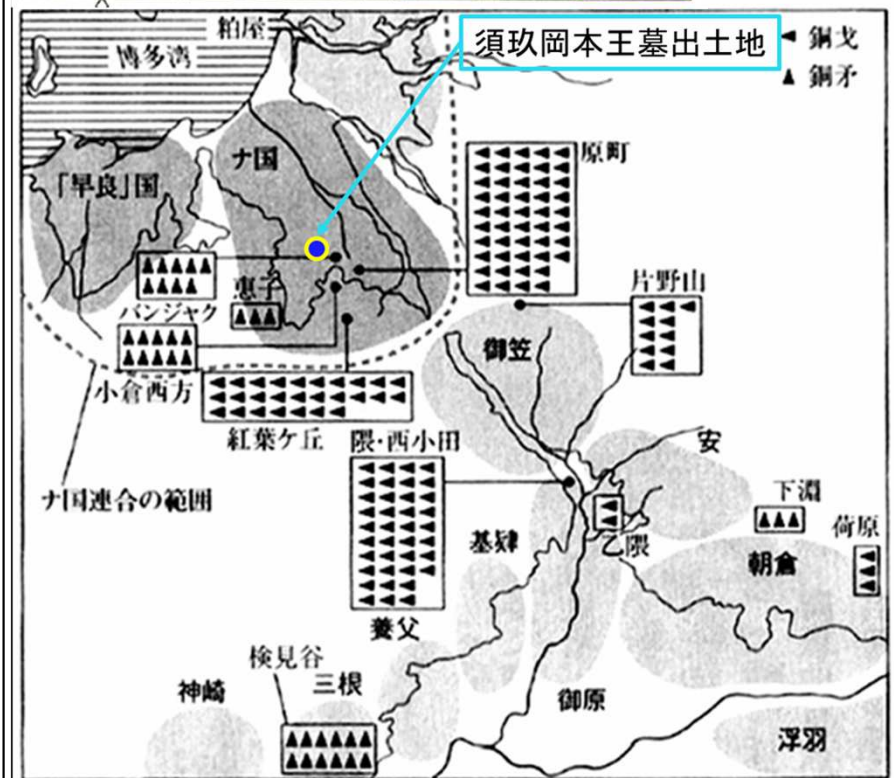 粕屋
須玖岡本王墓出土地
銅戈
博多湾
銅矛
ナ国
原町
「早良」国
恵子
片野山
バンジャク
御笠
小倉西方
紅葉ケ丘
隈・西小田
安
ナ国連合の範囲
下淵
荷原
基肄
乙隈
朝倉
養父
検見谷
神崎
三根
御原
浮羽